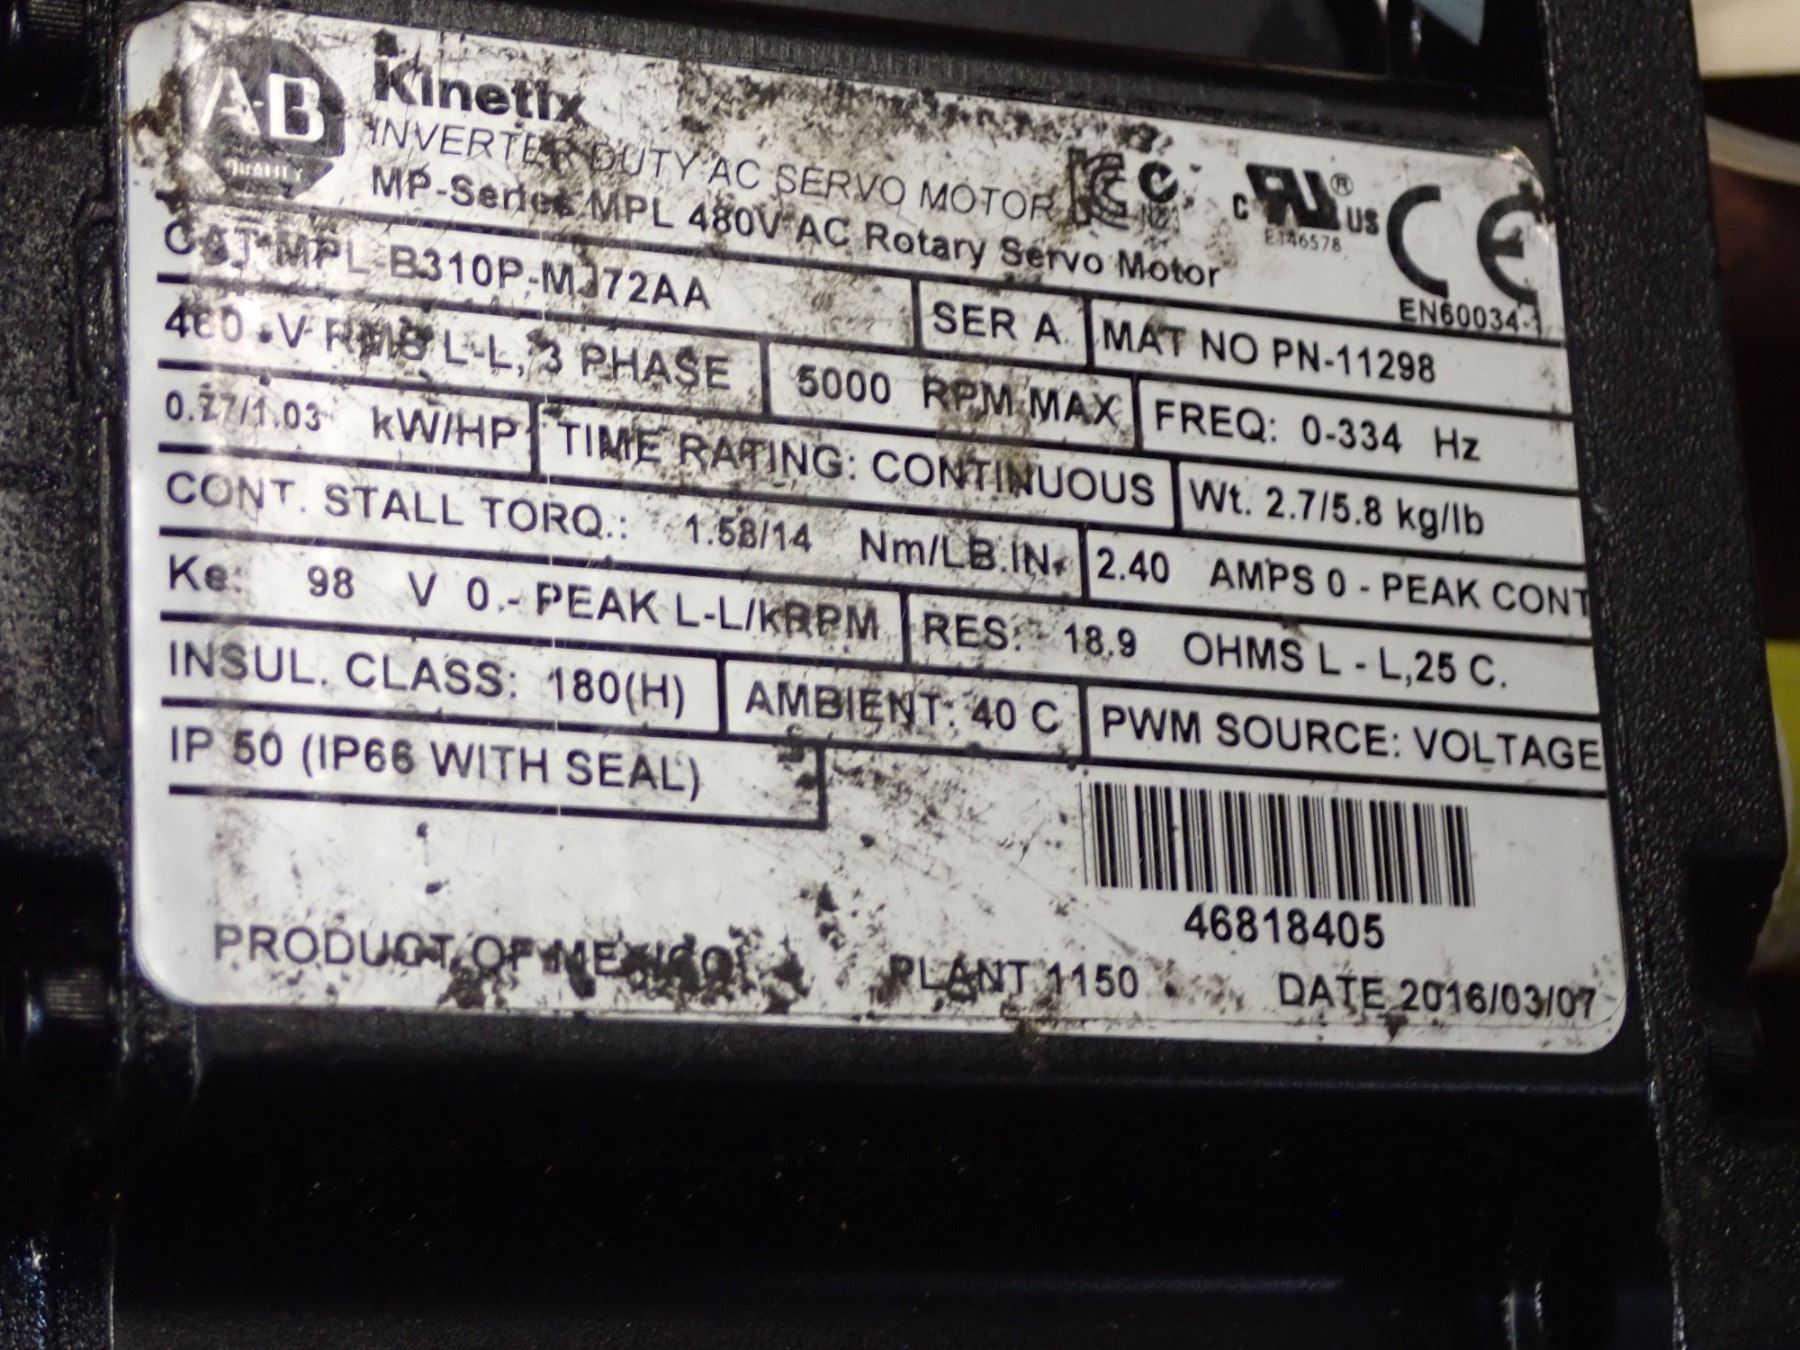 A-B
QUALITY
Kinetix
INVERTER DUTY AC SERVO MOTOR
MP-Series MPL 480V AC Rotary Servo Motor
c US ®
E146578
CE
EN60034-1
CAT MPL-B310P-MJ72AA
SER A.
MAT NO PN-11298
460 V RMS L-L, 3 PHASE
5000 RPM MAX
FREQ: 0-334 Hz
0.77/1.03 kW/HP
TIME RATING: CONTINUOUS
Wt. 2.7/5.8 kg/lb
CONT. STALL TORQ.: 1.58/14 Nm/LB.IN.
2.40 AMPS 0 - PEAK CONT
Ke: 98 V 0 - PEAK L-L/kRPM
RES: 18.9 OHMS L - L,25 C.
INSUL. CLASS: 180(H)
AMBIENT: 40 C
PWM SOURCE: VOLTAGE
IP 50 (IP66 WITH SEAL)
46818405
PRODUCT OF MEXICO
PLANT 1150
DATE 2016/03/07